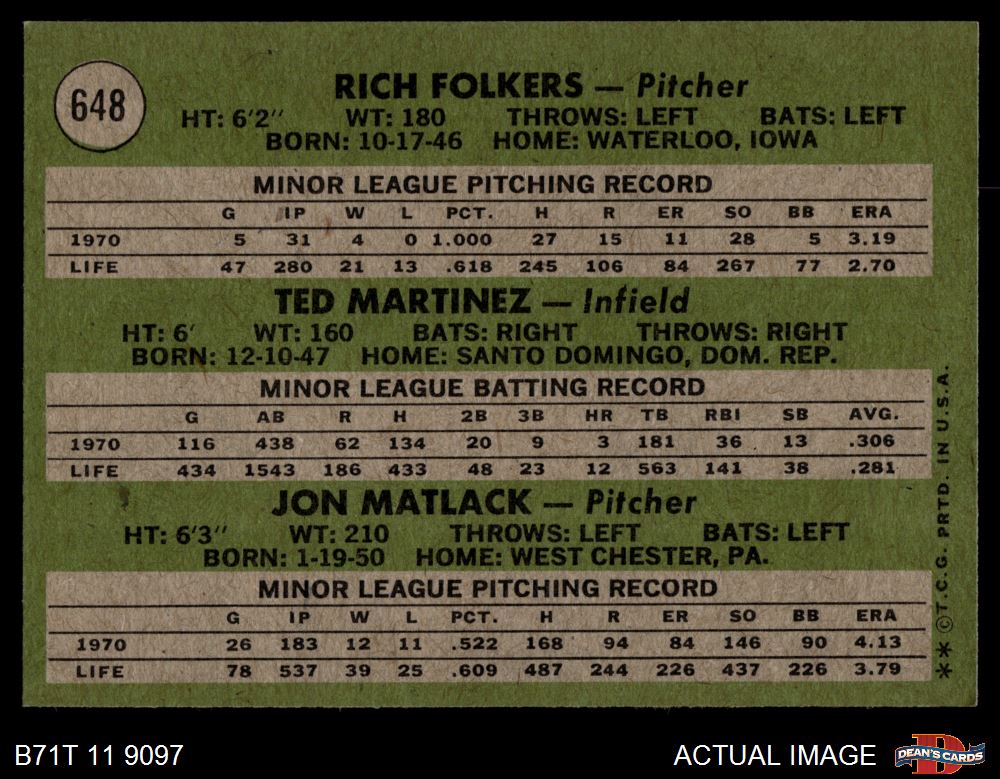 648
RICH FOLKERS — Pitcher
HT: 6'2" WT: 180 THROWS: LEFT BATS: LEFT
BORN: 10-17-46 HOME: WATERLOO, IOWA
MINOR LEAGUE PITCHING RECORD
G IP W L PCT. H R ER SO BB ERA
1970 5 31 4 0 1.000 27 15 11 28 5 3.19
LIFE 47 280 21 13 .618 245 106 84 267 77 2.70
TED MARTINEZ — Infield
HT: 6' WT: 160 BATS: RIGHT THROWS: RIGHT
BORN: 12-10-47 HOME: SANTO DOMINGO, DOM. REP.
MINOR LEAGUE BATTING RECORD
G AB R H 2B 3B HR TB RBI SB AVG.
1970 116 438 62 134 20 9 3 181 36 13 .306
LIFE 434 1543 186 433 48 23 12 563 141 38 .281
JON MATLACK — Pitcher
HT: 6'3" WT: 210 THROWS: LEFT BATS: LEFT
BORN: 1-19-50 HOME: WEST CHESTER, PA.
MINOR LEAGUE PITCHING RECORD
G IP W L PCT. H R ER SO BB ERA
1970 26 183 12 11 .522 168 94 84 146 90 4.13
LIFE 78 537 39 25 .609 487 244 226 437 226 3.79
** ©T.C.G. PRTD. IN U.S.A.
B71T 11 9097
ACTUAL IMAGE
D
DEAN'S CARDS